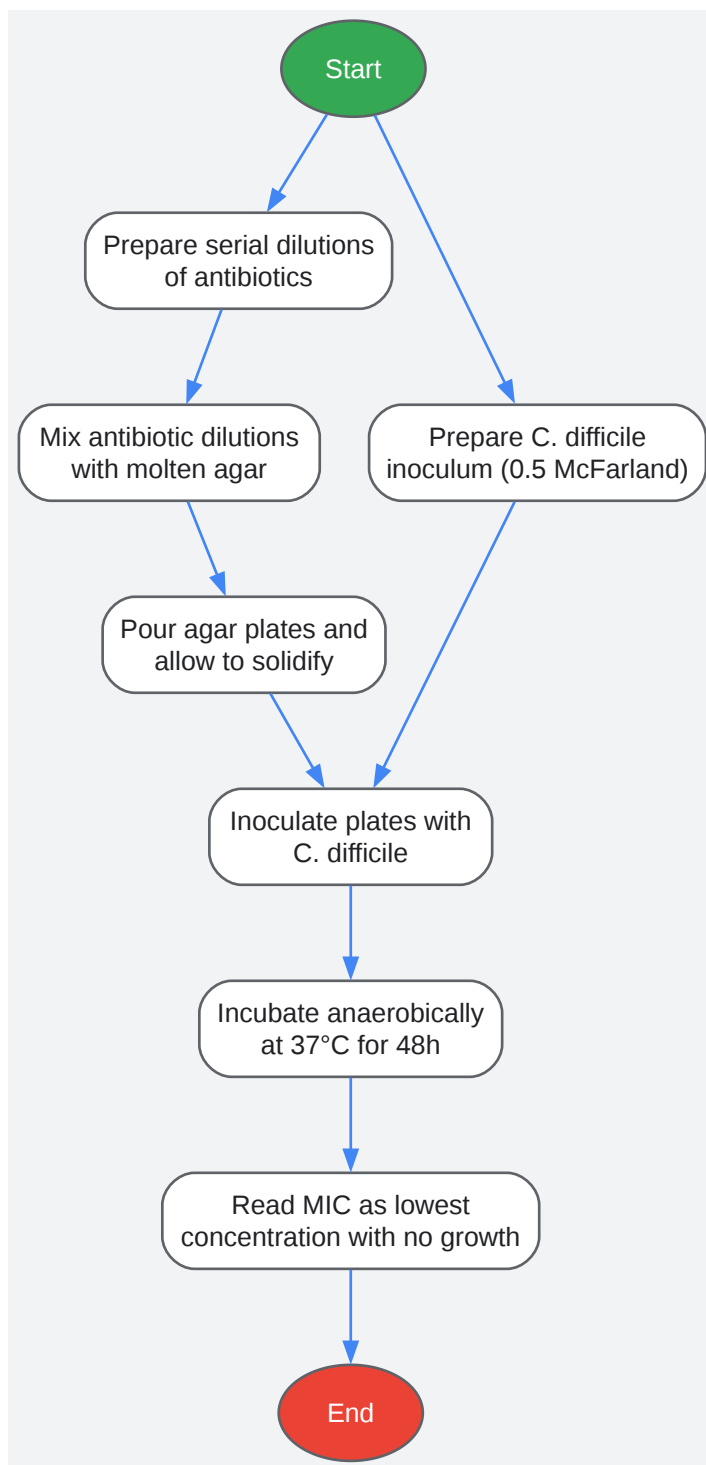 Start
Prepare serial dilutions
of antibiotics
Mix antibiotic dilutions
with molten agar
Prepare C. difficile
inoculum (0.5 McFarland)
Pour agar plates and
allow to solidify
Inoculate plates with
C. difficile
Incubate anaerobically
at 37°C for 48h
Read MIC as lowest
concentration with no growth
End